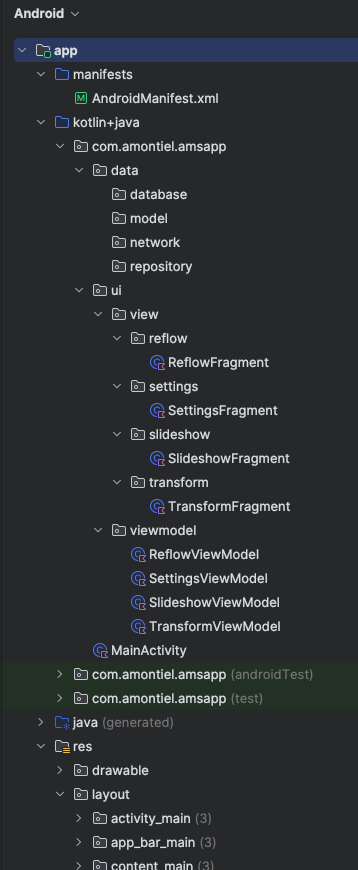 Android
app
manifests
AndroidManifest.xml
kotlin+java
com.amontiel.amsapp
data
database
model
network
repository
ui
view
reflow
ReflowFragment
settings
SettingsFragment
slideshow
SlideshowFragment
transform
TransformFragment
viewmodel
ReflowViewModel
SettingsViewModel
SlideshowViewModel
TransformViewModel
MainActivity
com.amontiel.amsapp (androidTest)
com.amontiel.amsapp (test)
java (generated)
res
drawable
layout
activity_main (3)
app_bar_main (3)
content_main (3)